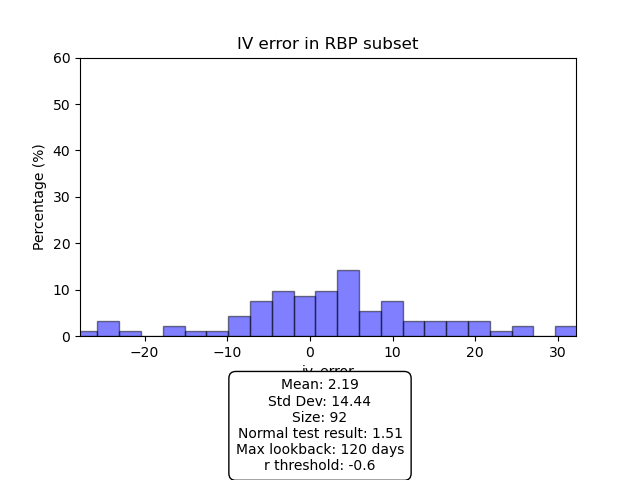 IV error in RBP subset
60
50
40
30
20
10
0
Percentage (%)
−20
−10
0
10
20
30
iv_error
Mean: 2.19
Std Dev: 14.44
Size: 92
Normal test result: 1.51
Max lookback: 120 days
r threshold: -0.6